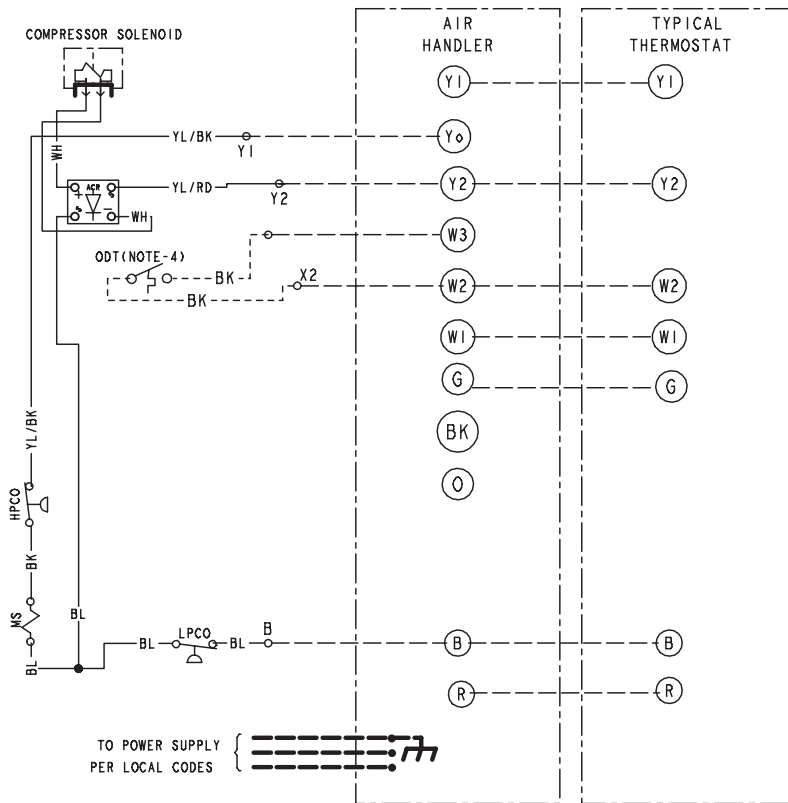 AIR
HANDLER
TYPICAL
THERMOSTAT
COMPRESSOR SOLENOID
Y1
Y1
YL/BK
Y1
Yo
WH
ACR
YL/RD
Y2
Y2
Y2
+
-
WH
W3
ODT(NOTE-4)
BK
X2
BK
W2
W2
W1
W1
G
G
YL/BK
BK
O
HPCO
BK
MS
BL
BL
BL
LPCO
BL
B
B
B
R
R
TO POWER SUPPLY
PER LOCAL CODES